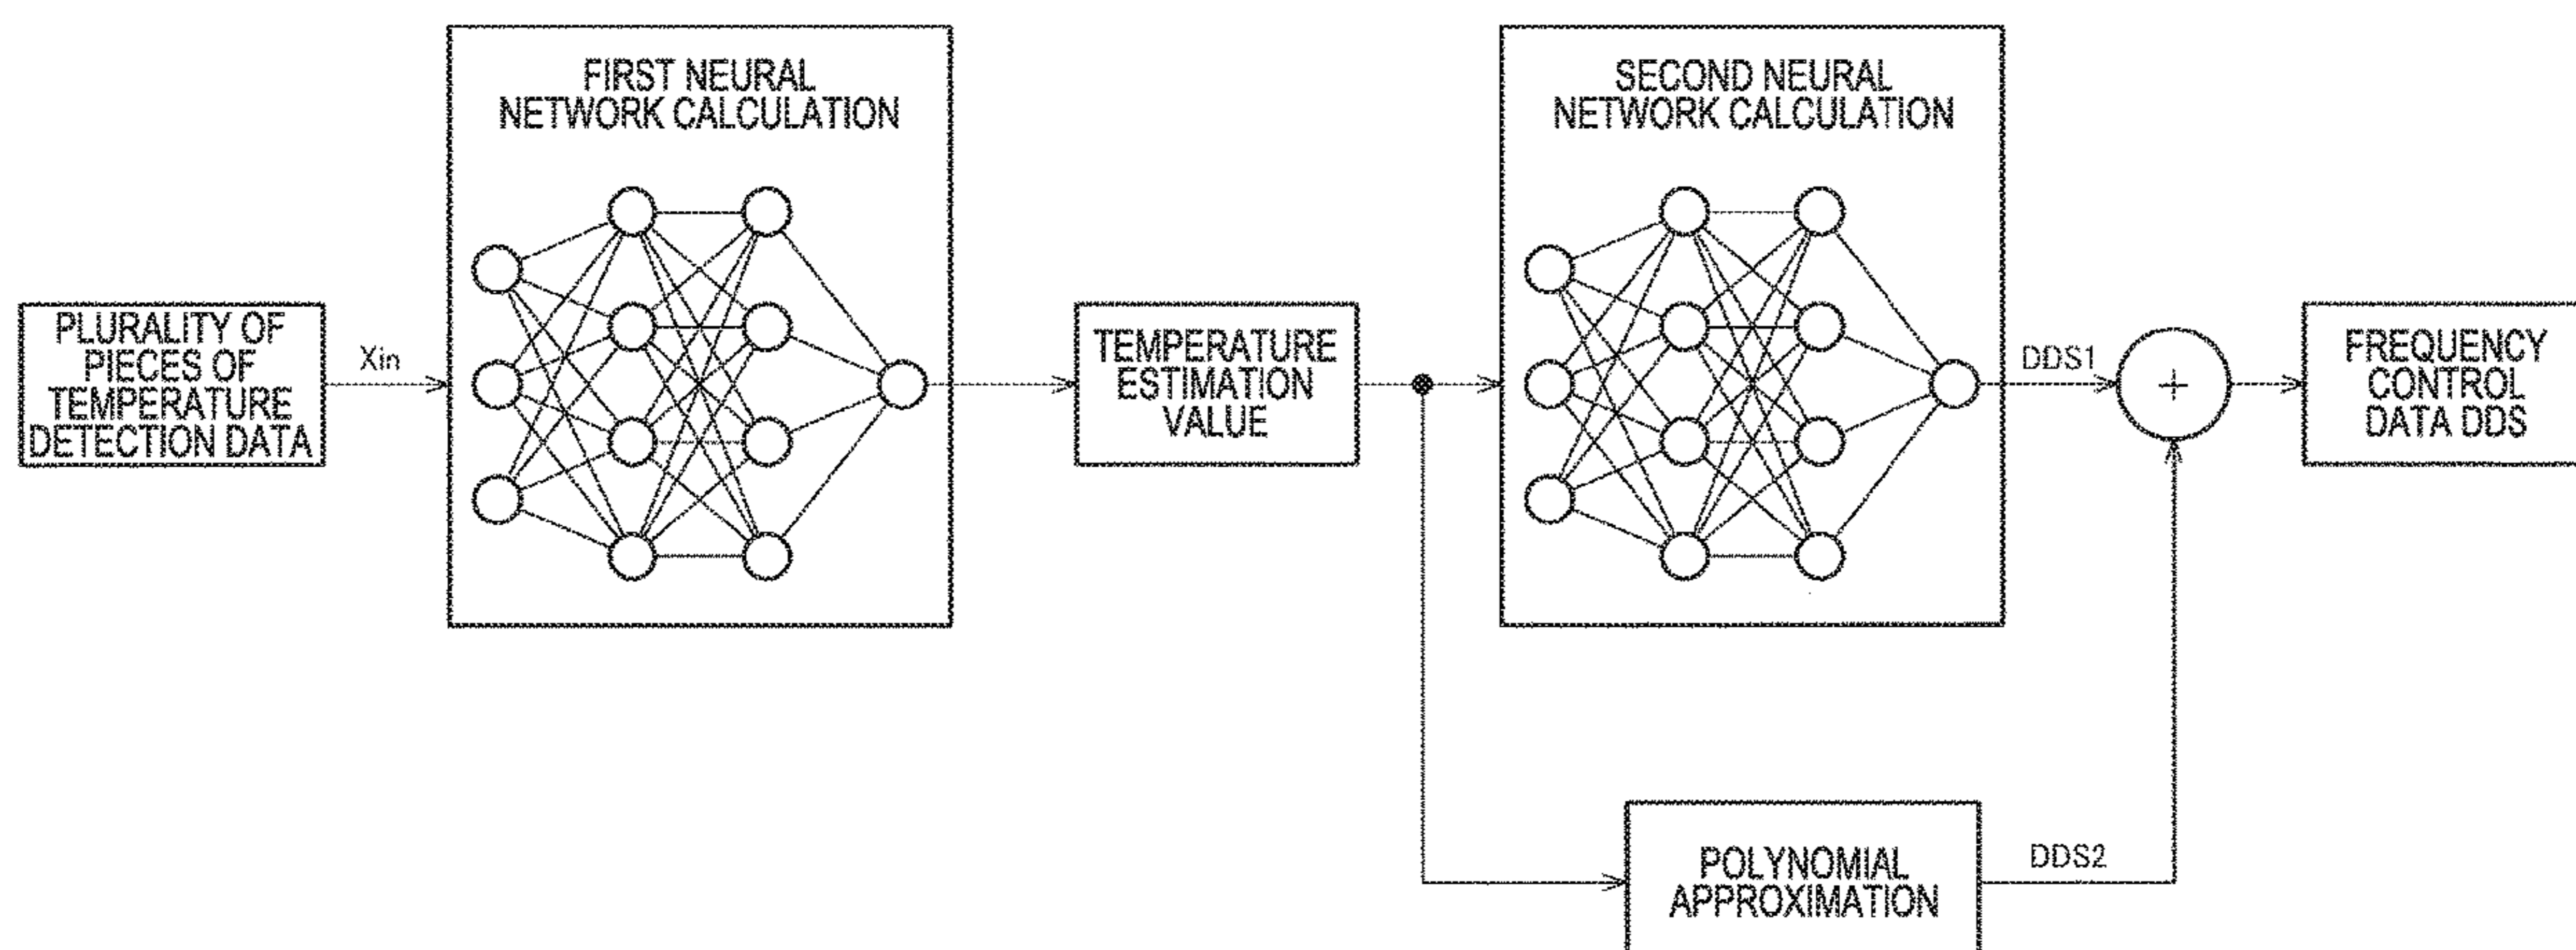 FIRST NEURAL
NETWORK CALCULATION
SECOND NEURAL
NETWORK CALCULATION
PLURALITY OF
PIECES OF
TEMPERATURE
DETECTION DATA
Xin
TEMPERATURE
ESTIMATION
VALUE
DDS1
+
FREQUENCY
CONTROL
DATA DDS
POLYNOMIAL
APPROXIMATION
DDS2